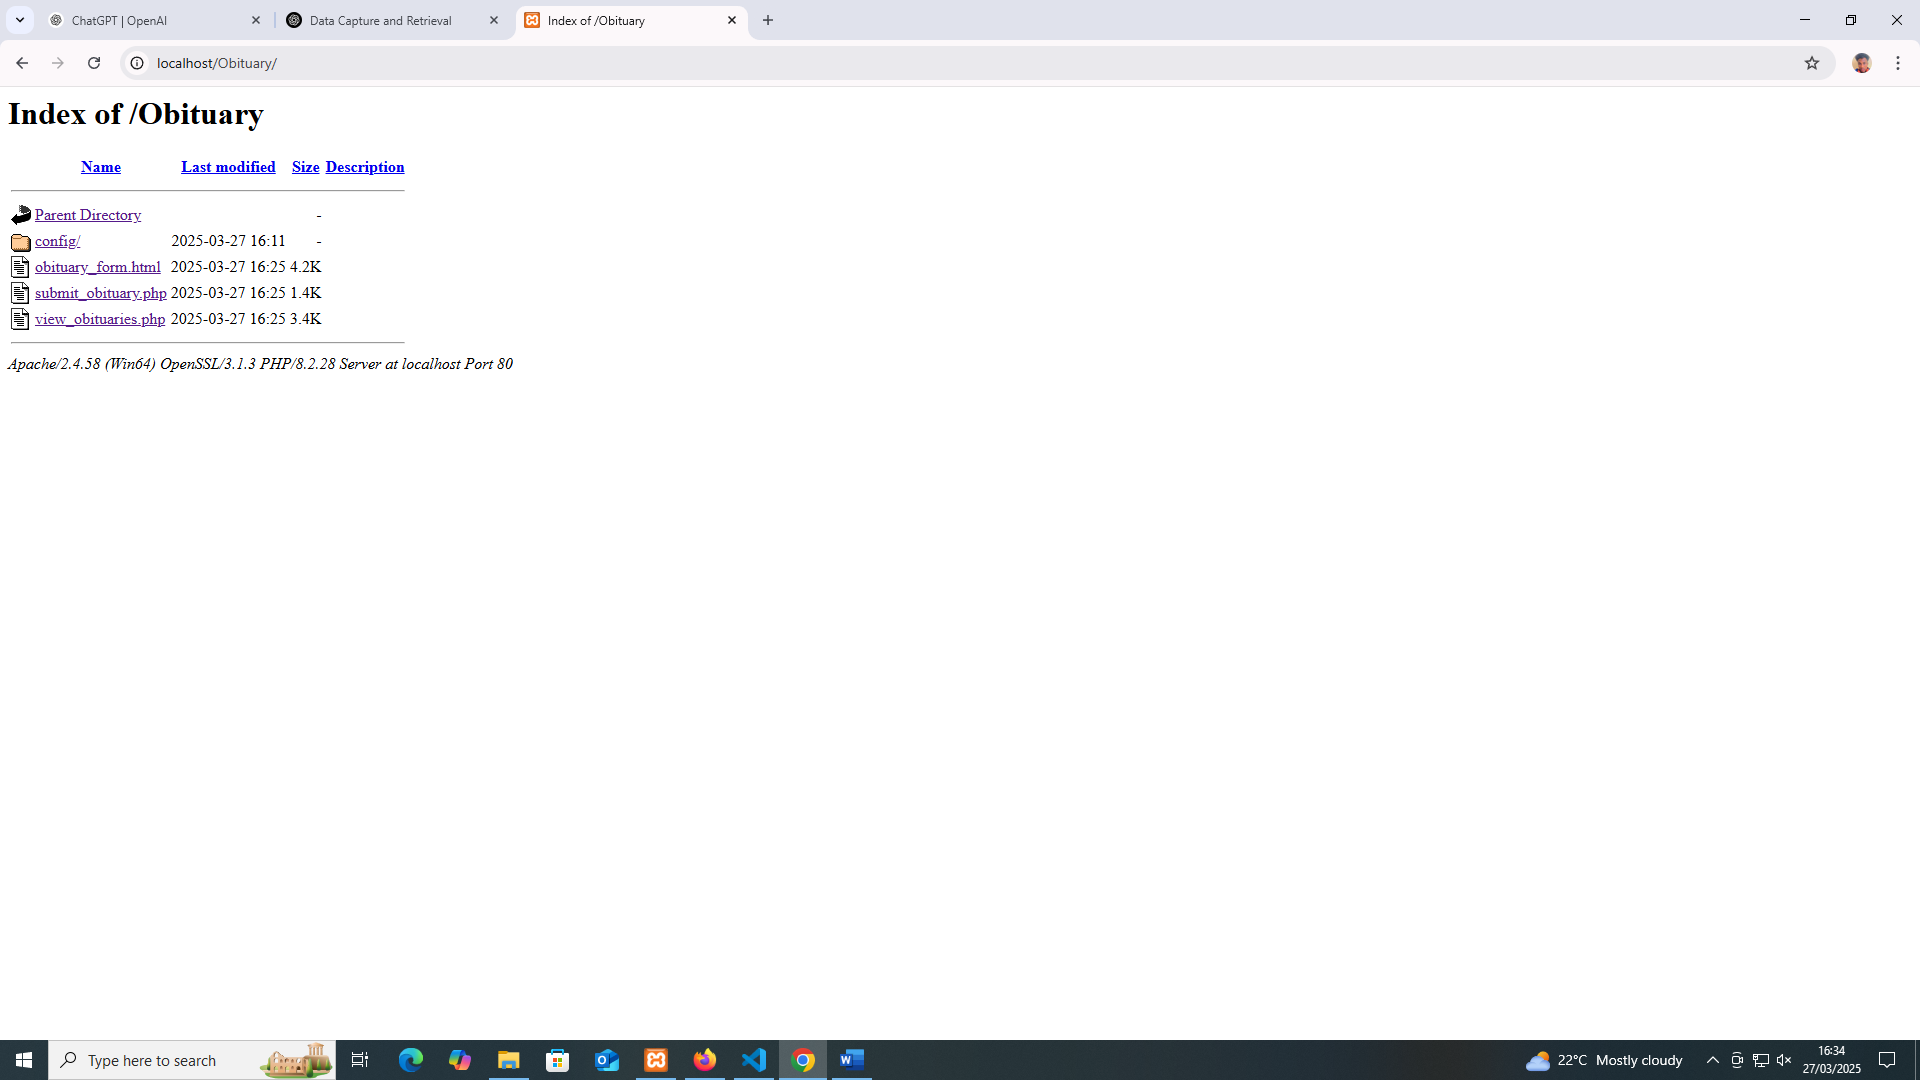 ChatGPT | OpenAI
Data Capture and Retrieval
Index of /Obituary
localhost/Obituary/
Index of /Obituary
Name Last modified Size Description
Parent Directory -
config/ 2025-03-27 16:11 -
obituary_form.html 2025-03-27 16:25 4.2K
submit_obituary.php 2025-03-27 16:25 1.4K
view_obituaries.php 2025-03-27 16:25 3.4K
Apache/2.4.58 (Win64) OpenSSL/3.1.3 PHP/8.2.28 Server at localhost Port 80
Type here to search
22°C Mostly cloudy
16:34
27/03/2025